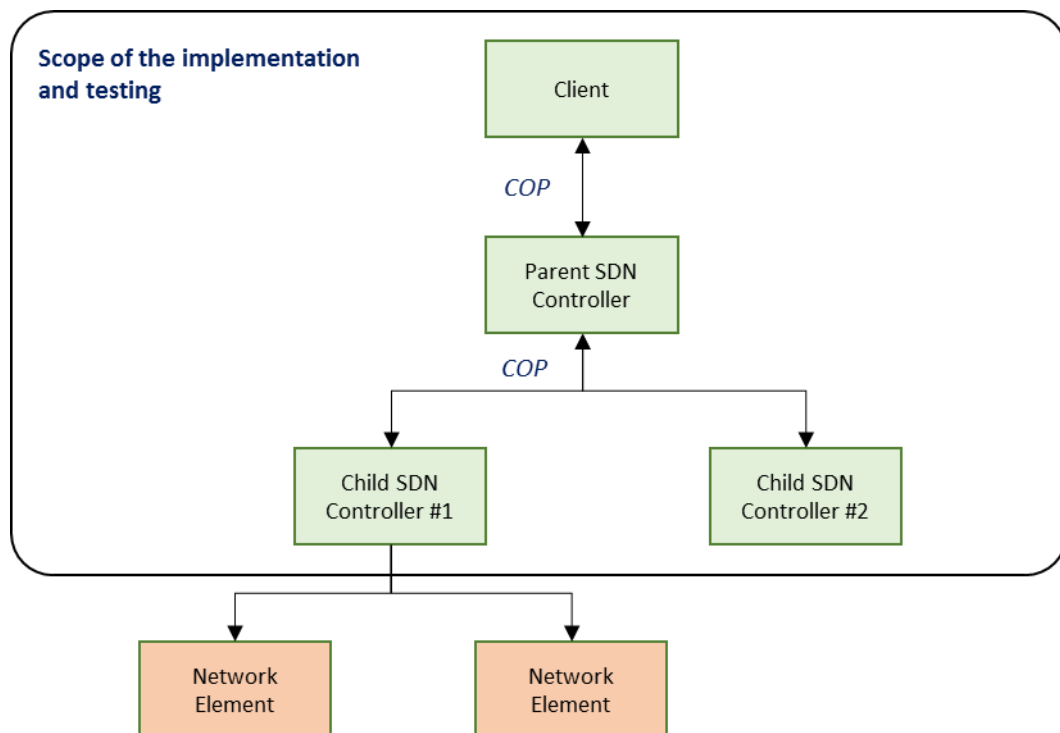 Scope of the implementation
and testing
Client
COP
Parent SDN
Controller
COP
Child SDN
Controller #1
Child SDN
Controller #2
Network
Element
Network
Element